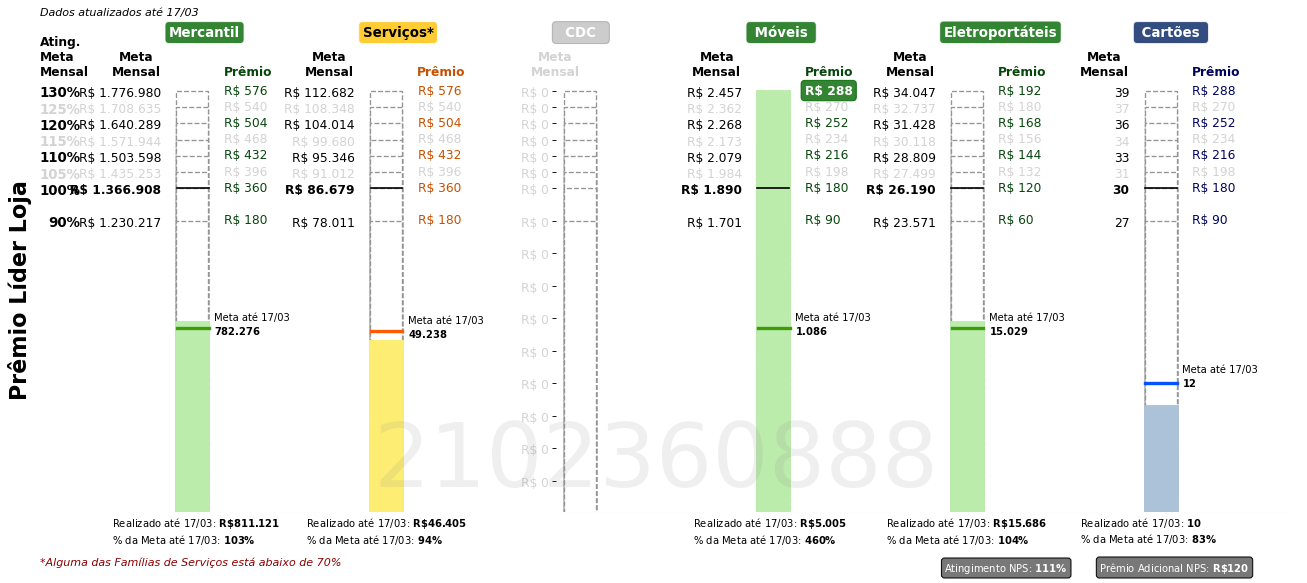 Dados atualizados até 17/03
Mercantil Serviços* CDC Móveis Eletroportáteis Cartões
Ating. Meta Mensal
Meta Mensal Prêmio Meta Mensal Prêmio Meta Mensal Meta Mensal Prêmio Meta Mensal Prêmio Meta Mensal Prêmio
130% R$ 1.776.980 R$ 576 R$ 112.682 R$ 576 R$ 0 R$ 2.457 R$ 288 R$ 34.047 R$ 192 39 R$ 288
125% R$ 1.708.635 R$ 540 R$ 108.348 R$ 540 R$ 0 R$ 2.362 R$ 270 R$ 32.737 R$ 180 37 R$ 270
120% R$ 1.640.289 R$ 504 R$ 104.014 R$ 504 R$ 0 R$ 2.268 R$ 252 R$ 31.428 R$ 168 36 R$ 252
115% R$ 1.571.944 R$ 468 R$ 99.680 R$ 468 R$ 0 R$ 2.173 R$ 234 R$ 30.118 R$ 156 34 R$ 234
110% R$ 1.503.598 R$ 432 R$ 95.346 R$ 432 R$ 0 R$ 2.079 R$ 216 R$ 28.809 R$ 144 33 R$ 216
105% R$ 1.435.253 R$ 396 R$ 91.012 R$ 396 R$ 0 R$ 1.984 R$ 198 R$ 27.499 R$ 132 31 R$ 198
100% R$ 1.366.908 R$ 360 R$ 86.679 R$ 360 R$ 0 R$ 1.890 R$ 180 R$ 26.190 R$ 120 30 R$ 180
90% R$ 1.230.217 R$ 180 R$ 78.011 R$ 180 R$ 0 R$ 1.701 R$ 90 R$ 23.571 R$ 60 27 R$ 90
R$ 0
R$ 0
R$ 0
R$ 0
R$ 0
R$ 0
R$ 0
R$ 0
Prêmio Líder Loja
Meta até 17/03 Meta até 17/03 Meta até 17/03 Meta até 17/03 Meta até 17/03
782.276 49.238 1.086 15.029 12
2102360888
Realizado até 17/03: R$811.121 Realizado até 17/03: R$46.405 Realizado até 17/03: R$5.005 Realizado até 17/03: R$15.686 Realizado até 17/03: 10
% da Meta até 17/03: 103% % da Meta até 17/03: 94% % da Meta até 17/03: 460% % da Meta até 17/03: 104% % da Meta até 17/03: 83%
*Alguma das Famílias de Serviços está abaixo de 70%
Atingimento NPS: 111% Prêmio Adicional NPS: R$120